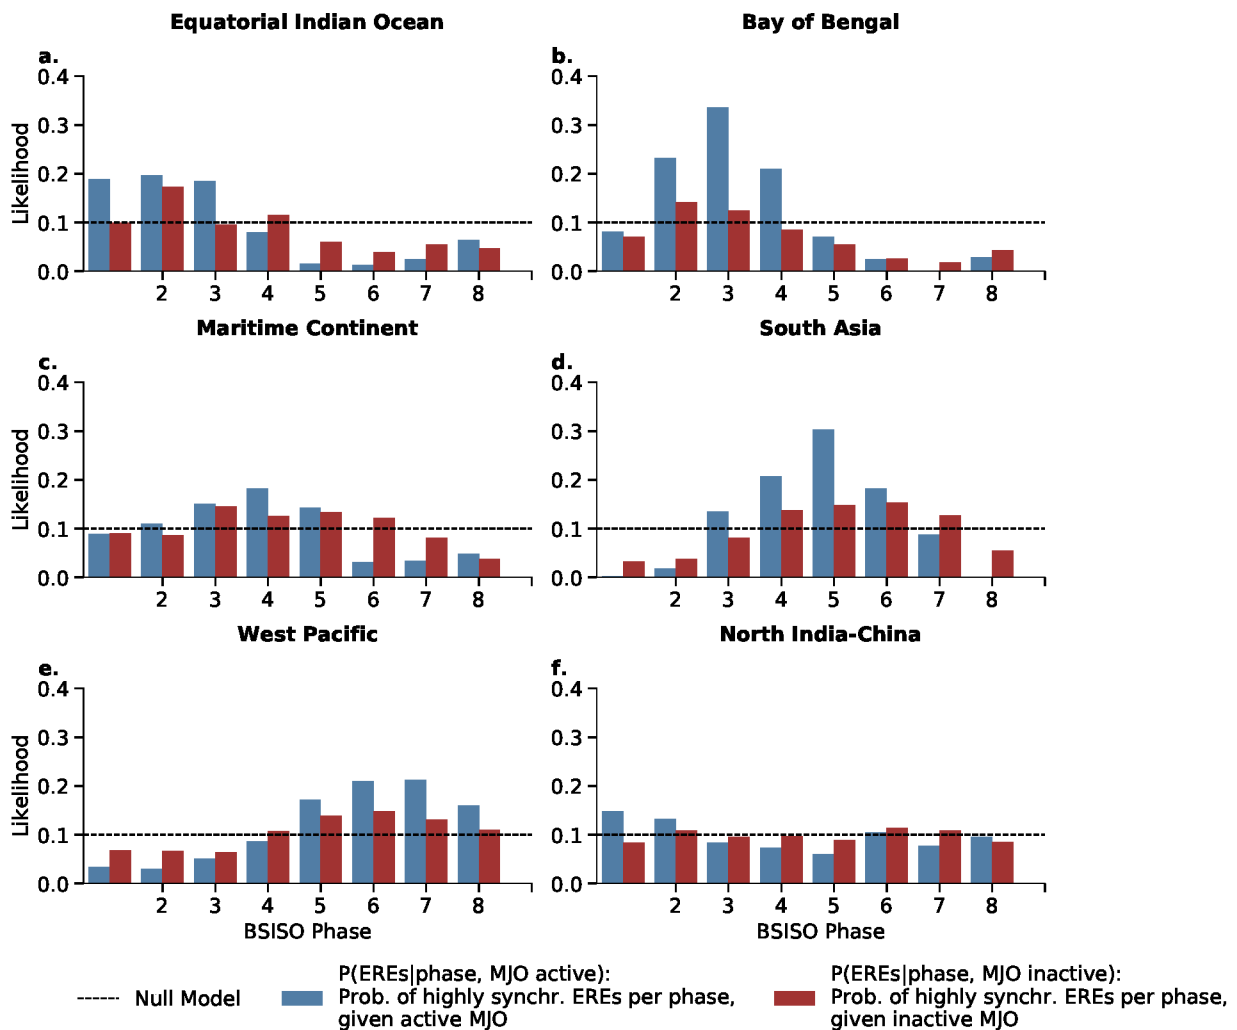 Equatorial Indian Ocean
Bay of Bengal
a.
b.
0.4
0.3
0.2
0.1
0.0
Likelihood
2 3 4 5 6 7 8
0.4
0.3
0.2
0.1
0.0
2 3 4 5 6 7 8
Maritime Continent
South Asia
c.
d.
0.4
0.3
0.2
0.1
0.0
Likelihood
2 3 4 5 6 7 8
0.4
0.3
0.2
0.1
0.0
2 3 4 5 6 7 8
West Pacific
North India-China
e.
f.
0.4
0.3
0.2
0.1
0.0
Likelihood
2 3 4 5 6 7 8
BSISO Phase
0.4
0.3
0.2
0.1
0.0
2 3 4 5 6 7 8
BSISO Phase
Null Model
P(EREs|phase, MJO active):
Prob. of highly synchr. EREs per phase,
given active MJO
P(EREs|phase, MJO inactive):
Prob. of highly synchr. EREs per phase,
given inactive MJO